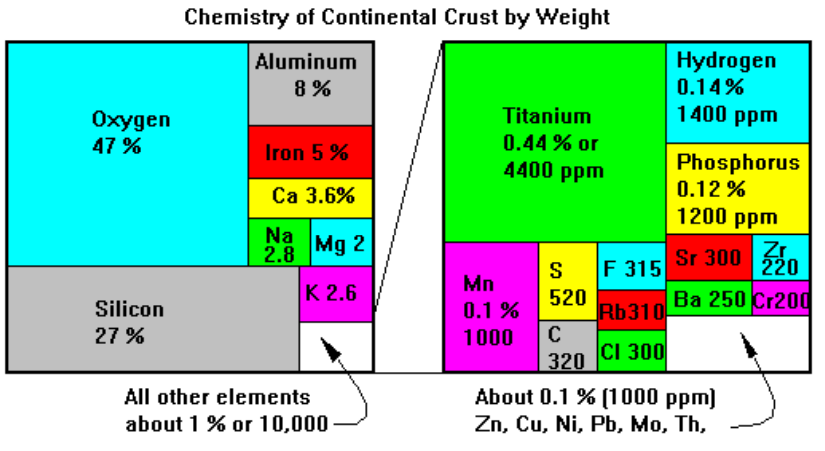 Chemistry of Continental Crust by Weight
Oxygen
47 %
Aluminum
8 %
Iron 5 %
Ca 3.6%
Na
2.8
Mg 2
Silicon
27 %
K 2.6
All other elements
about 1 % or 10,000
Titanium
0.44 % or
4400 ppm
Hydrogen
0.14 %
1400 ppm
Phosphorus
0.12 %
1200 ppm
Mn
0.1 %
1000
S
520
C
320
F 315
Rb310
Cl 300
Sr 300
Zr
220
Ba 250
Cr200
About 0.1 % (1000 ppm)
Zn, Cu, Ni, Pb, Mo, Th,